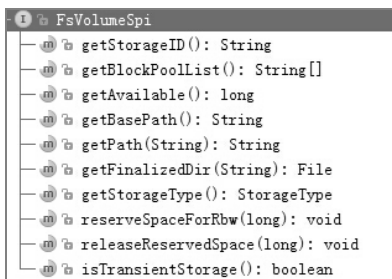 FsVolumeSpi
getStorageID(): String
getBlockPoolList(): String[]
getAvailable(): long
getBasePath(): String
getPath(String): String
getFinalizedDir(String): File
getStorageType(): StorageType
reserveSpaceForRbw(long): void
releaseReservedSpace(long): void
isTransientStorage(): boolean